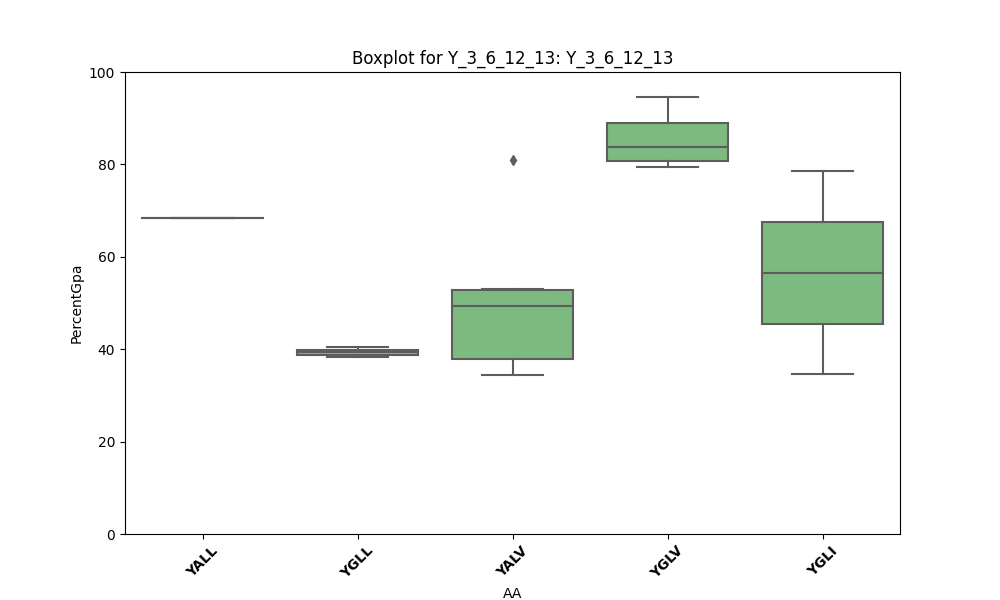 Boxplot for Y_3_6_12_13: Y_3_6_12_13
100
80
60
40
20
0
PercentGpa
YALL
YGLL
YALV
YGLV
YGLI
AA